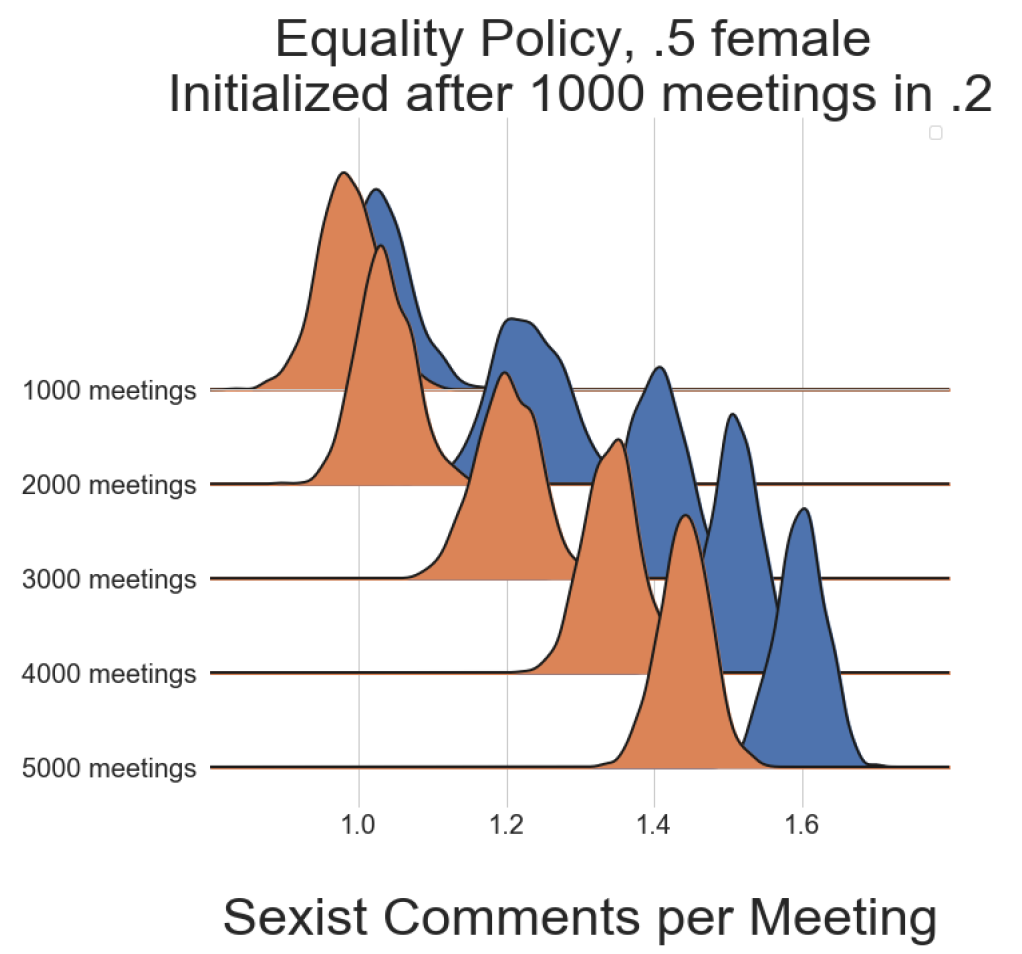 Equality Policy, .5 female
Initialized after 1000 meetings in .2
1000 meetings
2000 meetings
3000 meetings
4000 meetings
5000 meetings
1.0 1.2 1.4 1.6
Sexist Comments per Meeting